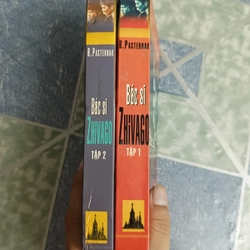 B. PASTERNAK
Bác sĩ
ZHIVAGO
TẬP 2
B. PASTERNAK
Bác sĩ
ZHIVAGO
TẬP 1